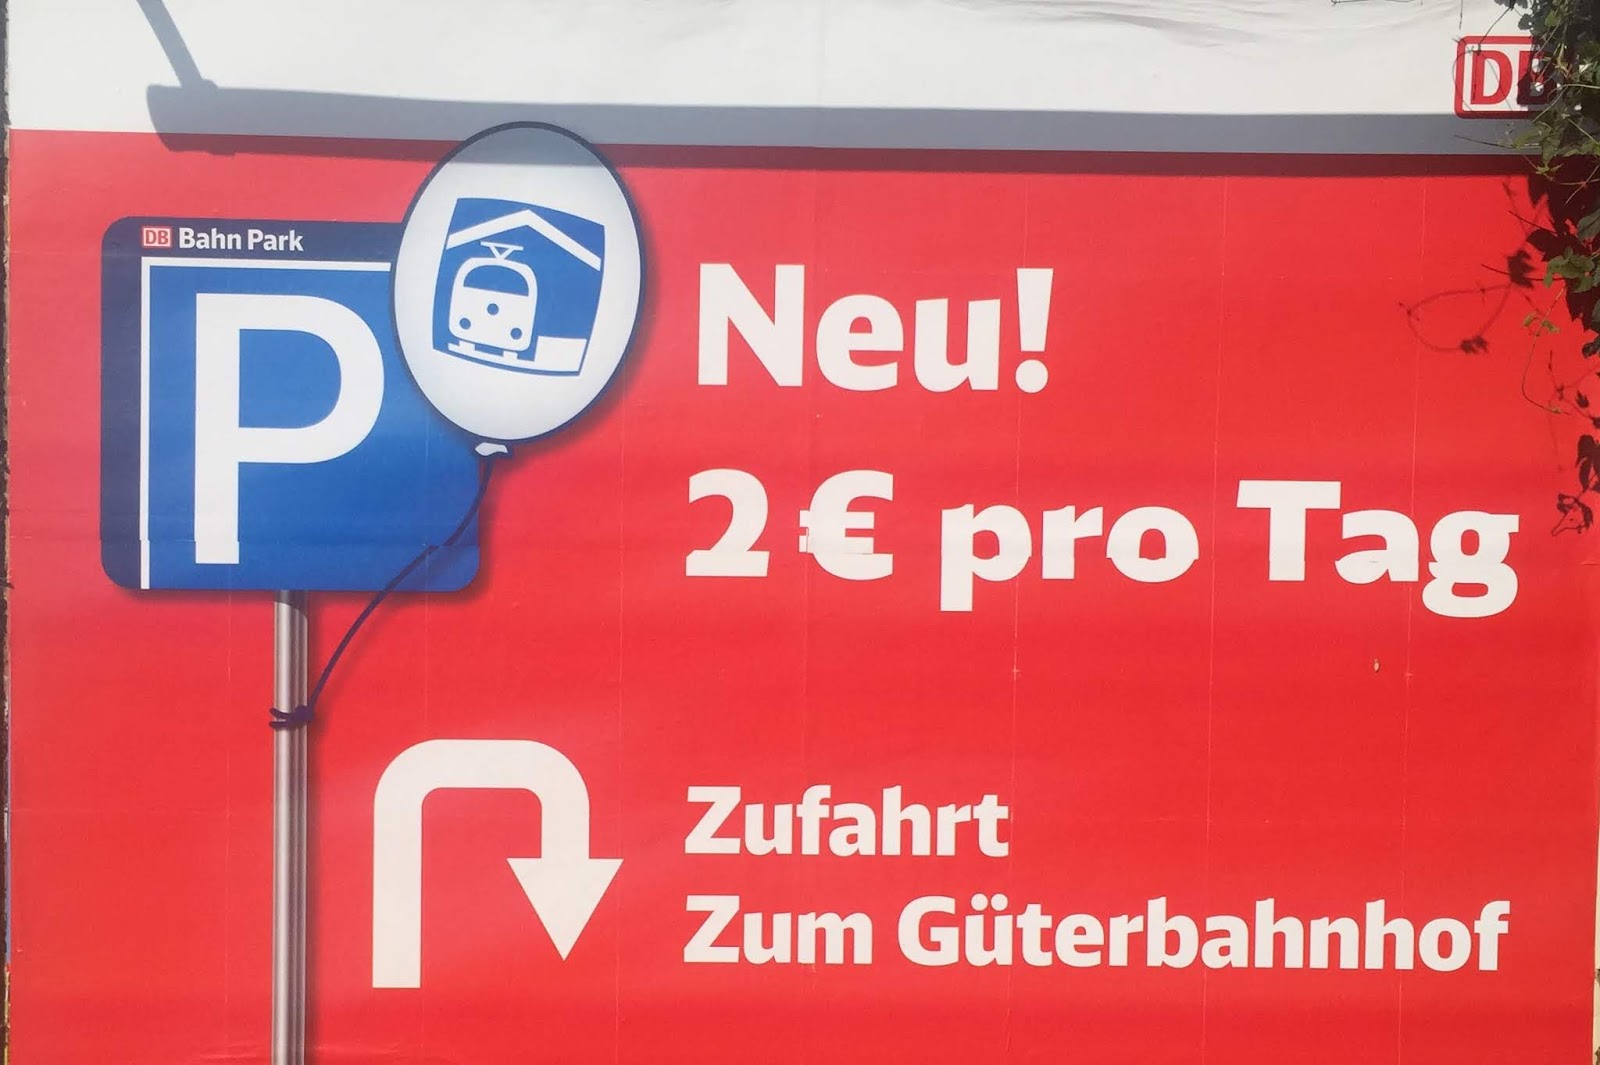 DB
DB Bahn Park
P
Neu!
2 € pro Tag
Zufahrt
Zum Güterbahnhof